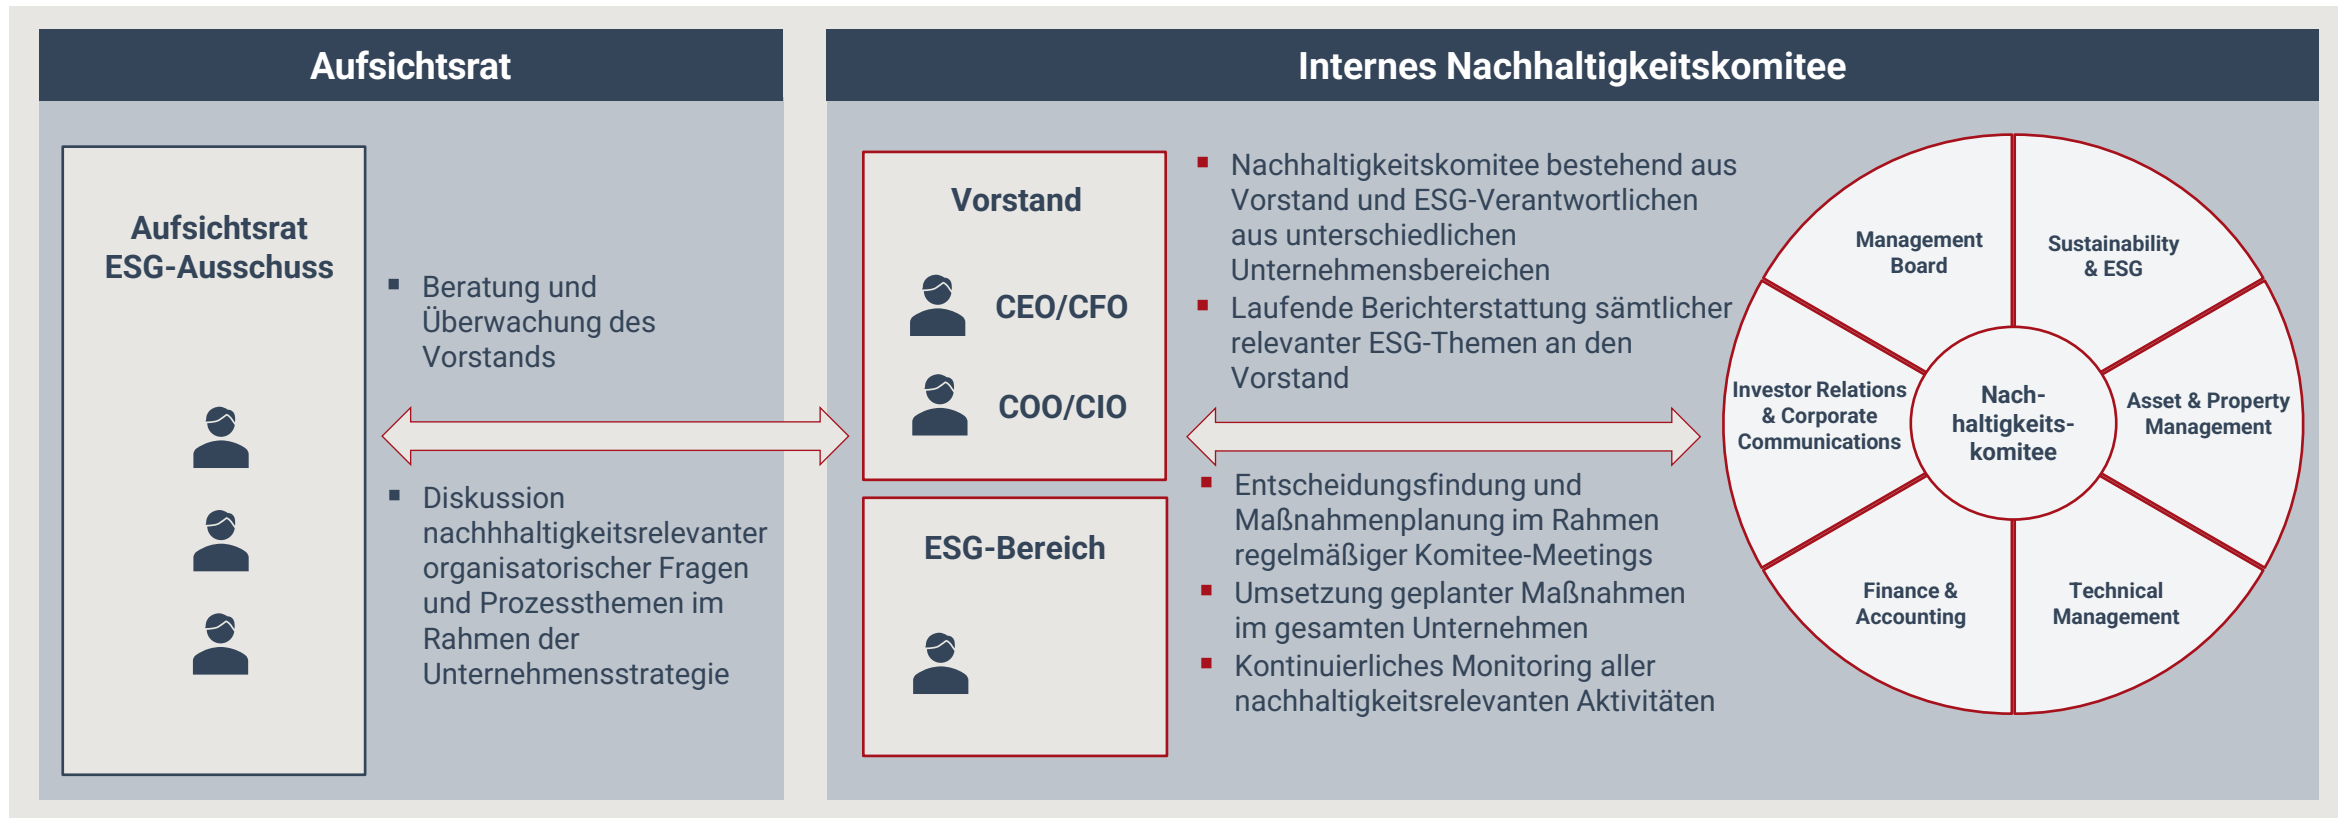 Aufsichtsrat
Aufsichtsrat
ESG-Ausschuss
Beratung und
Überwachung des
Vorstands
Diskussion
nachhhaltigkeitsrelevanter
organisatorischer Fragen
und Prozessthemen im
Rahmen der
Unternehmensstrategie
Internes Nachhaltigkeitskomitee
Vorstand
CEO/CFO
COO/CIO
ESG-Bereich
Nachhaltigkeitskomitee bestehend aus
Vorstand und ESG-Verantwortlichen
aus unterschiedlichen
Unternehmensbereichen
Laufende Berichterstattung sämtlicher
relevanter ESG-Themen an den
Vorstand
Entscheidungsfindung und
Maßnahmenplanung im Rahmen
regelmäßiger Komitee-Meetings
Umsetzung geplanter Maßnahmen
im gesamten Unternehmen
Kontinuierliches Monitoring aller
nachhaltigkeitsrelevanten Aktivitäten
Management
Board
Sustainability
& ESG
Investor Relations
& Corporate
Communications
Nach-
haltigkeits-
komitee
Asset & Property
Management
Finance &
Accounting
Technical
Management